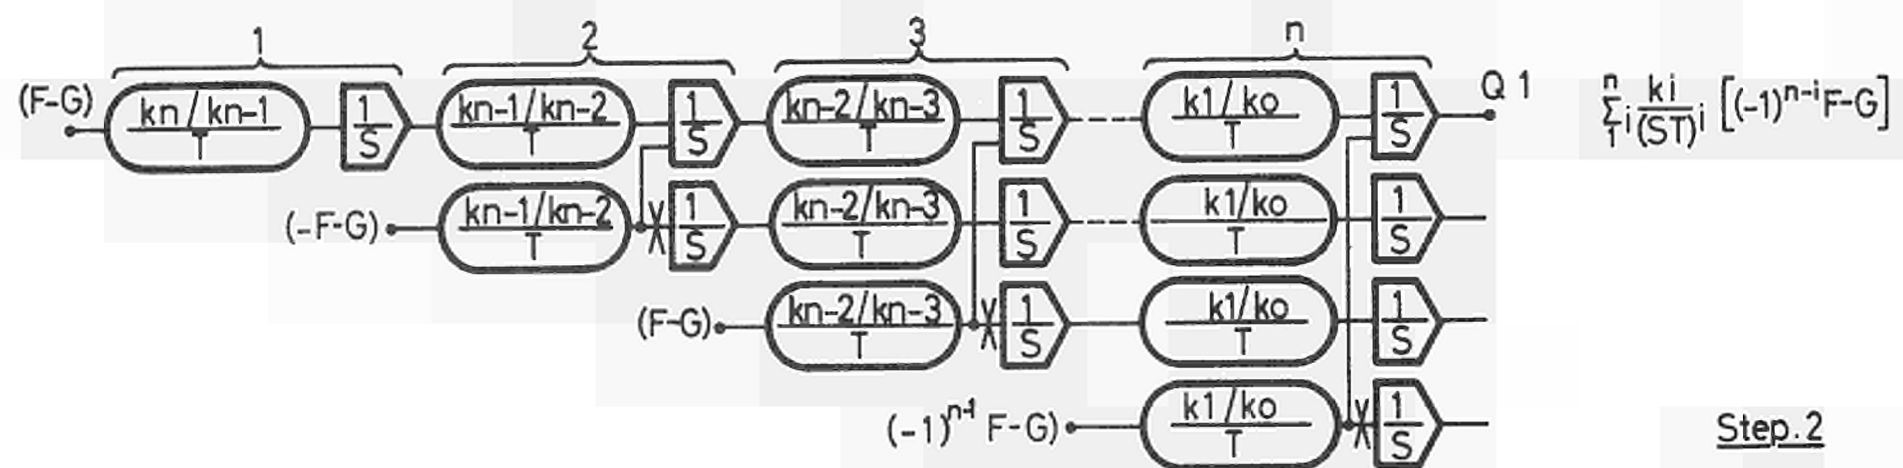 1 2 3 n
(F-G) kn/kn-1 1 kn-1/kn-2 1 kn-2/kn-3 1 k1/ko 1 Q 1
T S T S T S T S
n Σ i 1 ki/(ST)i [(-1)n-i F-G]
(-F-G) kn-1/kn-2 1 kn-2/kn-3 1 k1/ko 1
T S T S T S
(F-G) kn-2/kn-3 1 k1/ko 1
T S T S
(-1)n-1 F-G) k1/ko 1
T S
Step.2